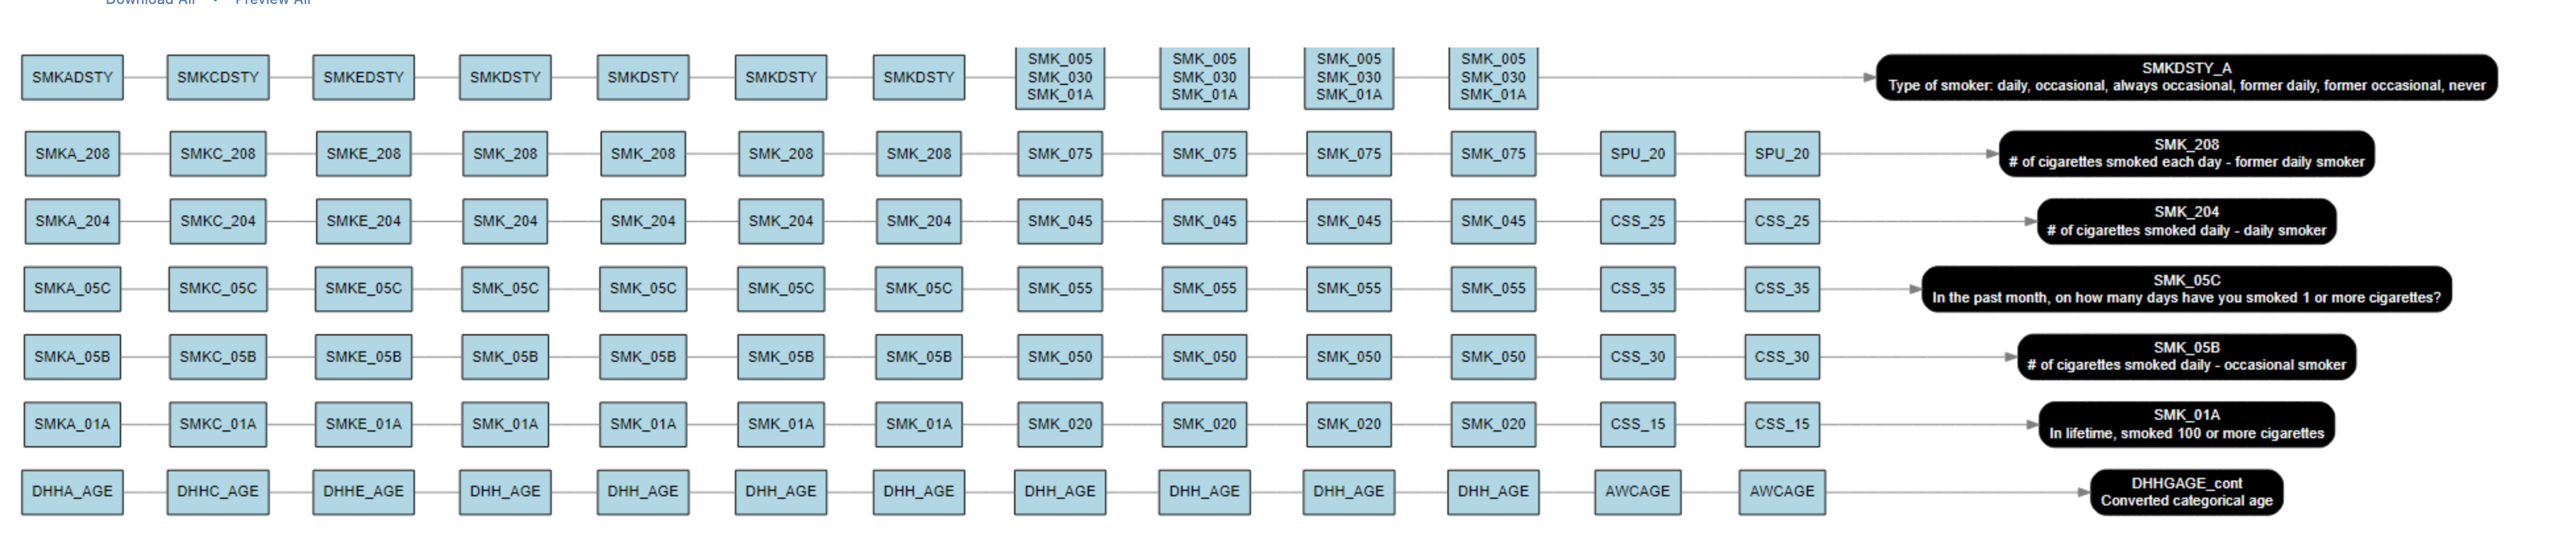 Download All Preview All
SMKADSTY SMKCDSTY SMKEDSTY SMKDSTY SMKDSTY SMKDSTY SMKDSTY
SMK_005 SMK_005 SMK_005 SMK_005
SMK_030 SMK_030 SMK_030 SMK_030
SMK_01A SMK_01A SMK_01A SMK_01A
SMKDSTY_A
Type of smoker: daily, occasional, always occasional, former daily, former occasional, never
SMKA_208 SMKC_208 SMKE_208 SMK_208 SMK_208 SMK_208 SMK_208 SMK_075 SMK_075 SMK_075 SMK_075 SPU_20 SPU_20
SMK_208
# of cigarettes smoked each day - former daily smoker
SMKA_204 SMKC_204 SMKE_204 SMK_204 SMK_204 SMK_204 SMK_204 SMK_045 SMK_045 SMK_045 SMK_045 CSS_25 CSS_25
SMK_204
# of cigarettes smoked daily - daily smoker
SMKA_05C SMKC_05C SMKE_05C SMK_05C SMK_05C SMK_05C SMK_05C SMK_055 SMK_055 SMK_055 SMK_055 CSS_35 CSS_35
SMK_05C
In the past month, on how many days have you smoked 1 or more cigarettes?
SMKA_05B SMKC_05B SMKE_05B SMK_05B SMK_05B SMK_05B SMK_05B SMK_050 SMK_050 SMK_050 SMK_050 CSS_30 CSS_30
SMK_05B
# of cigarettes smoked daily - occasional smoker
SMKA_01A SMKC_01A SMKE_01A SMK_01A SMK_01A SMK_01A SMK_01A SMK_020 SMK_020 SMK_020 SMK_020 CSS_15 CSS_15
SMK_01A
In lifetime, smoked 100 or more cigarettes
DHHA_AGE DHHC_AGE DHHE_AGE DHH_AGE DHH_AGE DHH_AGE DHH_AGE DHH_AGE DHH_AGE DHH_AGE DHH_AGE AWCAGE AWCAGE
DHHGAGE_cont
Converted categorical age